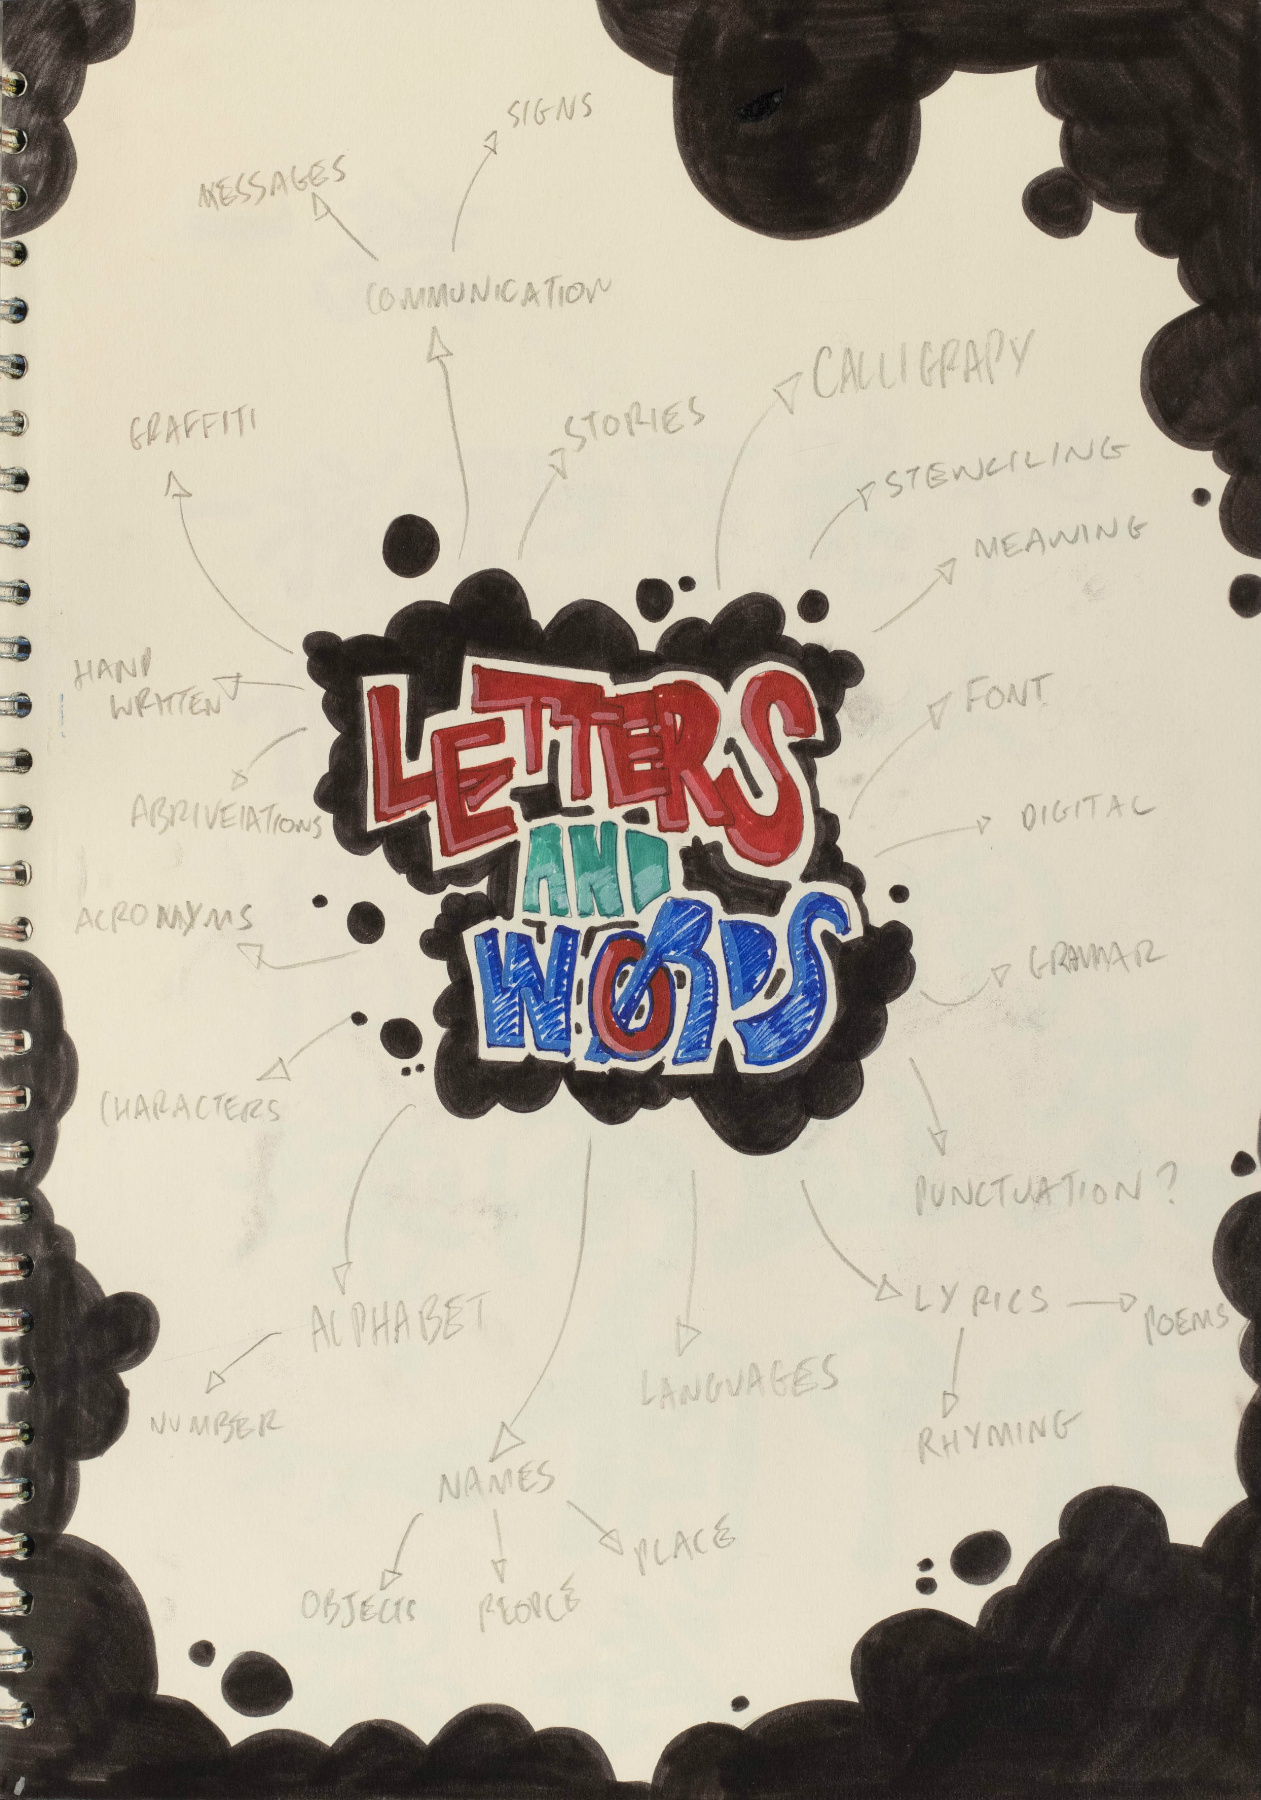 SIGNS
MESSAGES
COMMUNICATION
CALLIGRAPY
GRAFFITI
STORIES
STENCILING
MEANING
HAND
WRITTEN
FONT
LETTERS
AND
WORDS
ABRIVEIATIONS
DIGITAL
ACROMYMS
GRAMMAR
CHARACTERS
PUNCTUATION?
ALPHABET
LYRICS
POEMS
LANGUAGES
NUMBER
RHYMING
NAMES
PLACE
OBJECTS
PEOPLE